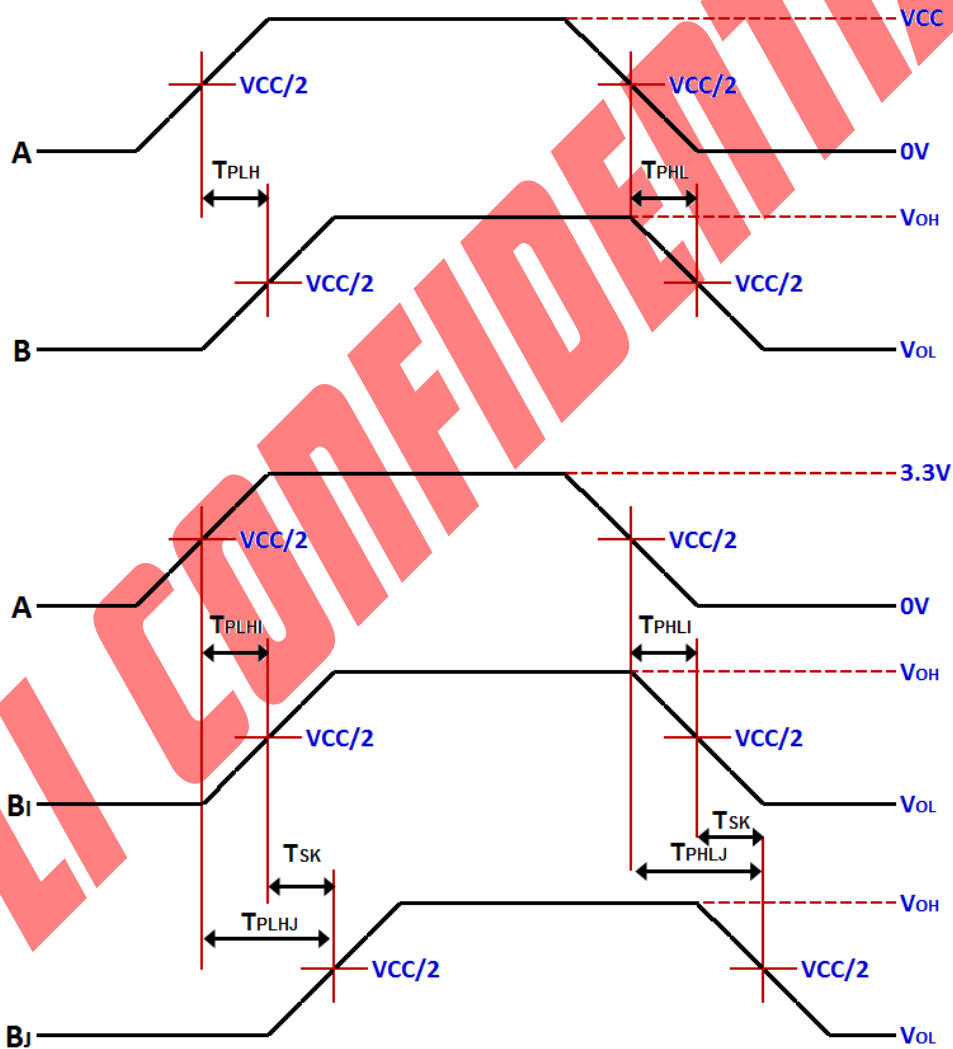 VCC
VCC/2
VCC/2
A
0V
TPLH
TPHL
VOH
VCC/2
VCC/2
B
VOL
3.3V
VCC/2
VCC/2
A
0V
TPLHI
TPHLI
VOH
VCC/2
VCC/2
BI
VOL
TSK
TSK
TPHLJ
VOH
TPLHJ
VCC/2
VCC/2
BJ
VOL
CONFIDENTIA